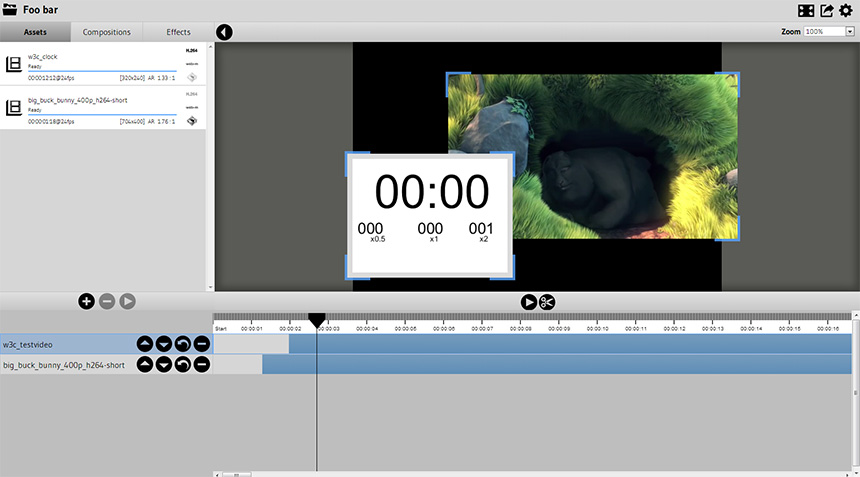 Foo bar
Assets Compositions Effects
Zoom 100%
w3c_clock
Ready
00:00:12:12@24fps [320x240] AR 1.33 : 1
H.264
webm
big_buck_bunny_400p_h264-short
Ready
00:00:01:18@24fps [704x400] AR 1.76 : 1
H.264
webm
00:00
000 000 001
x0.5 x1 x2
Start 00:00:01 00:00:02 00:00:03 00:00:04 00:00:05 00:00:06 00:00:07 00:00:08 00:00:09 00:00:10 00:00:11 00:00:12 00:00:13 00:00:14 00:00:15 00:00:16
w3c_testvideo
big_buck_bunny_400p_h264-short